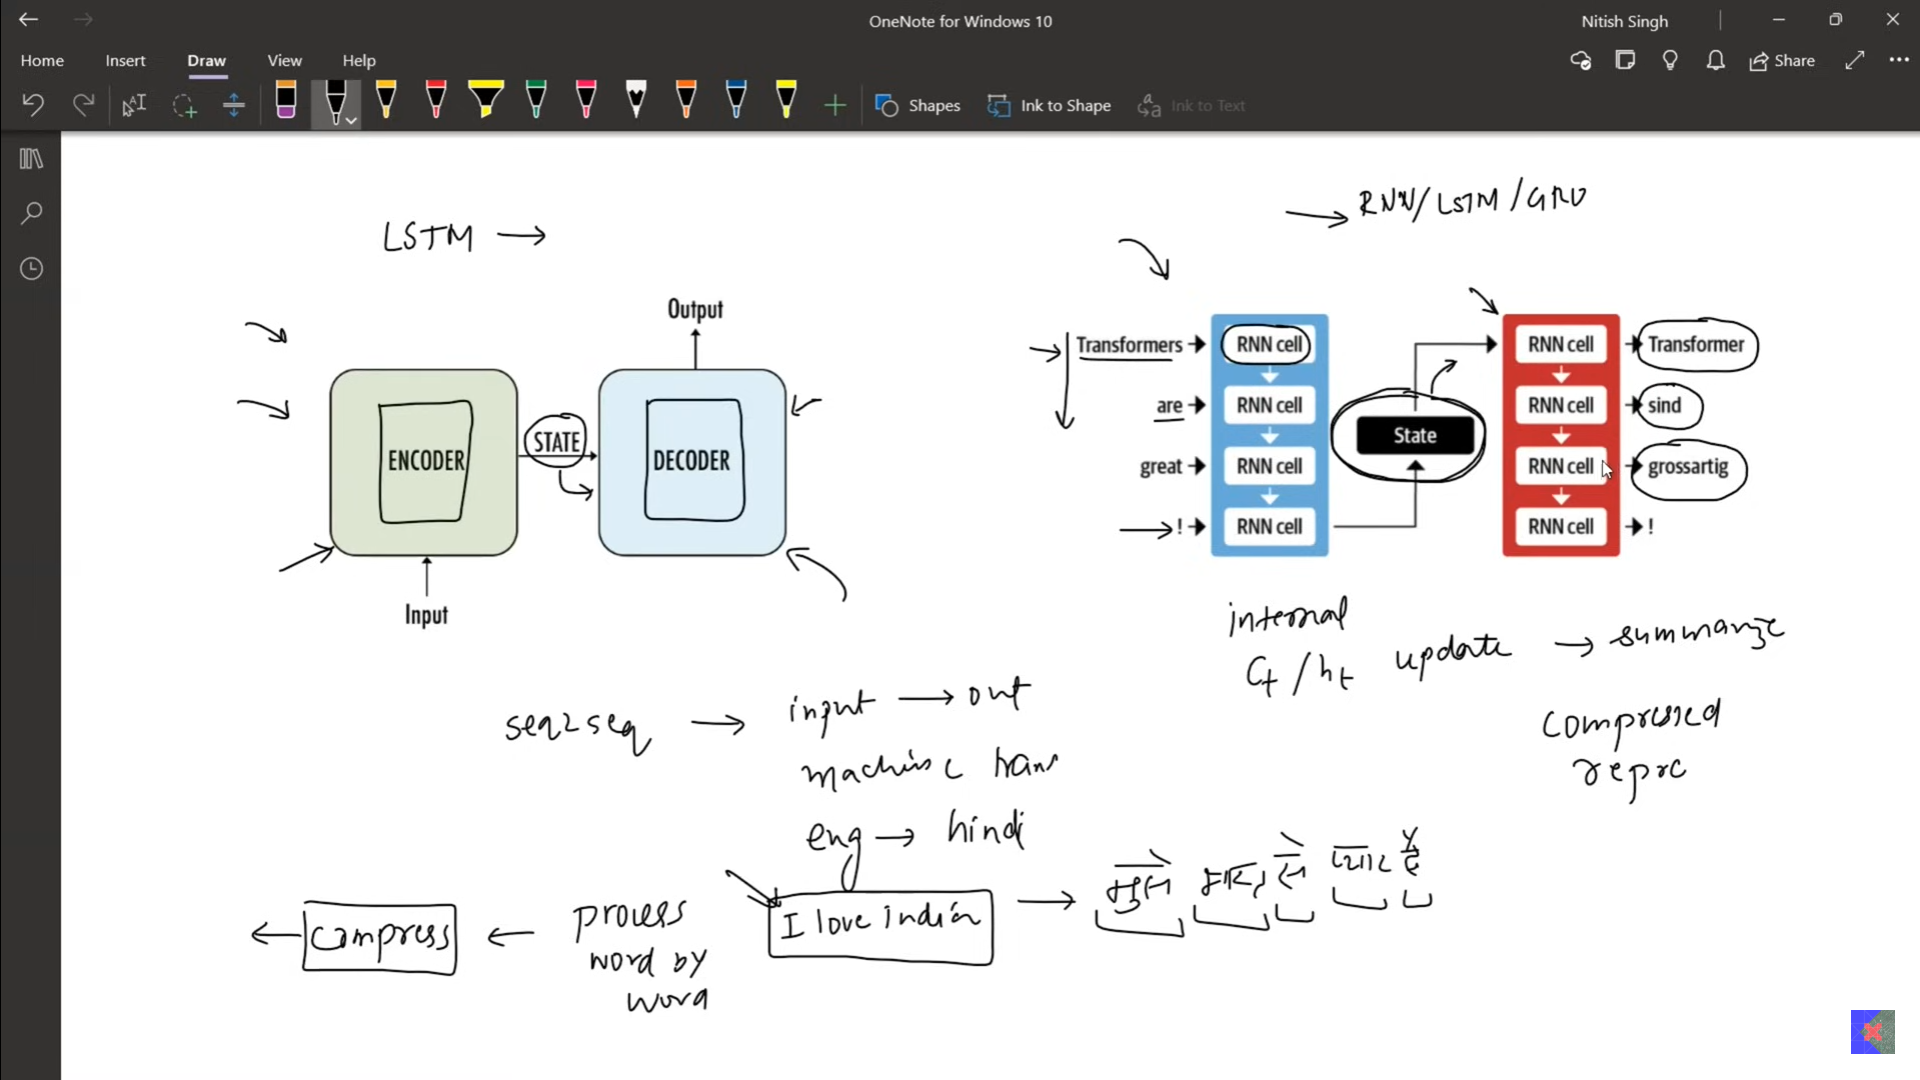 OneNote for Windows 10
Nitish Singh
Home Insert Draw View Help
Share
Shapes
Ink to Shape
Ink to Text
LSTM →
→ RNN/LSTM/GRU
Output
ENCODER
STATE
DECODER
Input
Transformers
are
great
!
RNN cell
RNN cell
RNN cell
RNN cell
State
RNN cell
RNN cell
RNN cell
RNN cell
Transformer
sind
grossartig
!
internal
Ct/ht update → summarize
compressed
repre
seq2seq → input → out
machine trans
eng → hindi
I love india →
process
word by
word
← compress ←